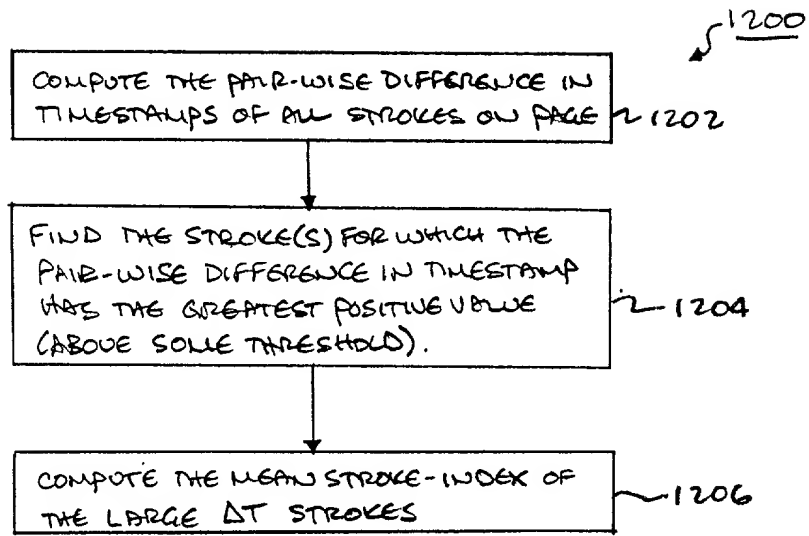 1200
COMPUTE THE PAIR-WISE DIFFERENCE IN
TIMESTAMPS OF ALL STROKES ON PAGE
1202
FIND THE STROKE(S) FOR WHICH THE
PAIR-WISE DIFFERENCE IN TIMESTAMP
HAS THE GREATEST POSITIVE VALUE
(ABOVE SOME THRESHOLD).
1204
COMPUTE THE MEAN STROKE-INDEX OF
THE LARGE ΔT STROKES
1206